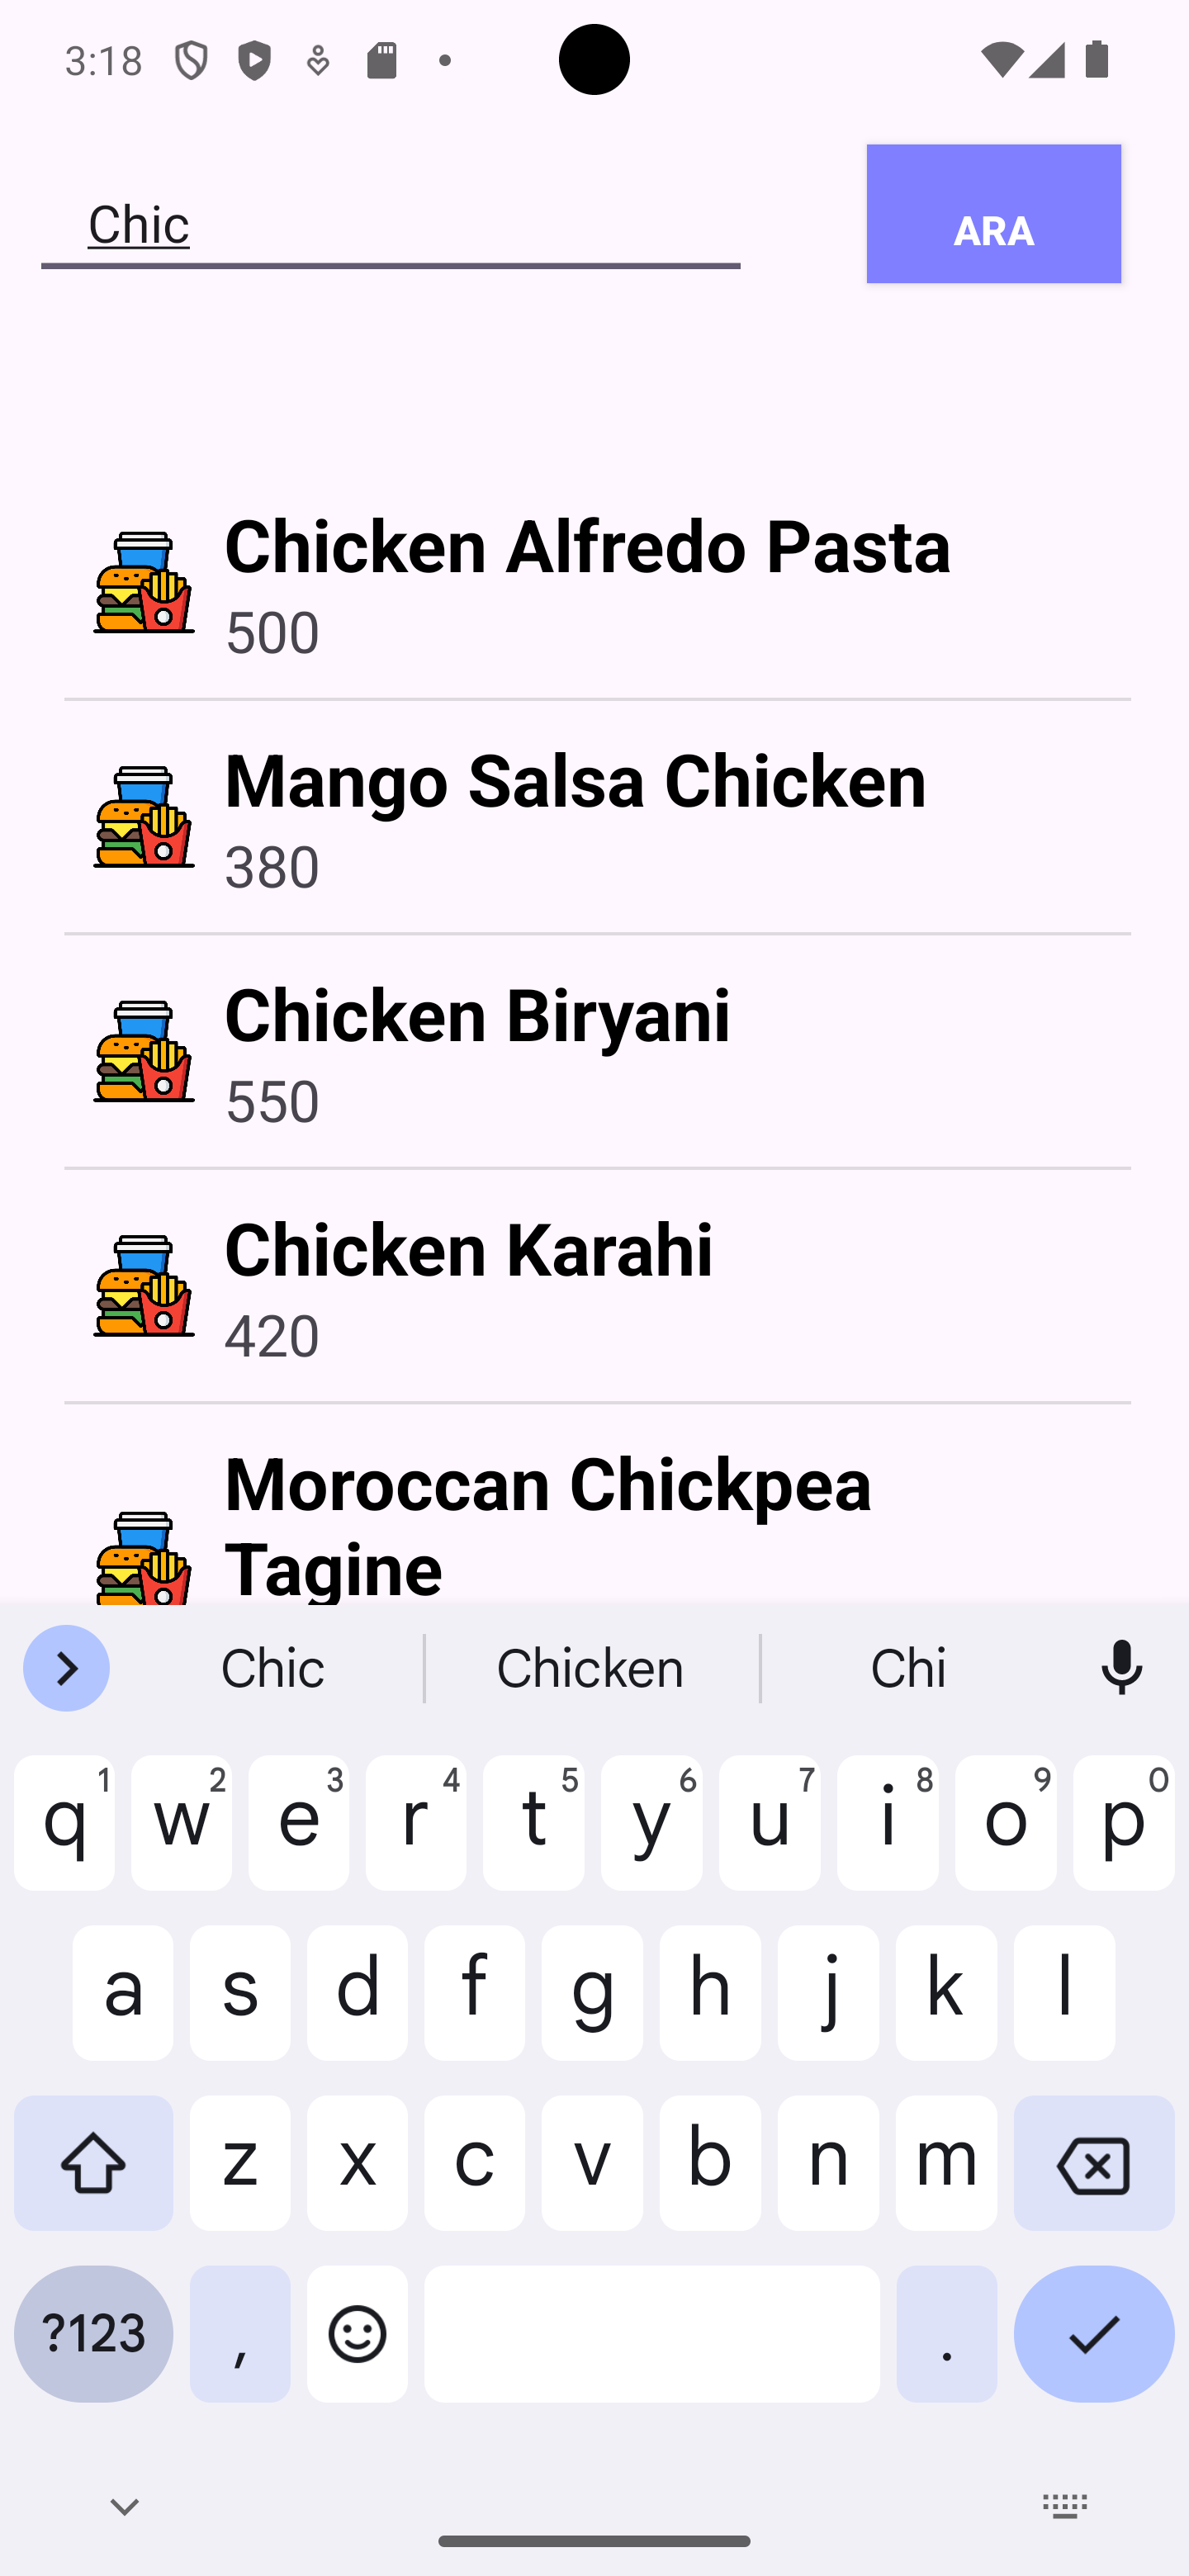 3:18
Chic
ARA
Chicken Alfredo Pasta
500
Mango Salsa Chicken
380
Chicken Biryani
550
Chicken Karahi
420
Moroccan Chickpea
Tagine
Chic Chicken Chi
q 1 w 2 e 3 r 4 t 5 y 6 u 7 i 8 o 9 p 0
a s d f g h j k l
z x c v b n m
?123 , .